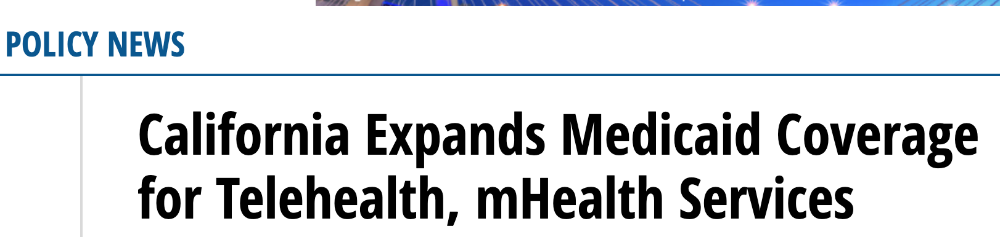 POLICY NEWS
California Expands Medicaid Coverage
for Telehealth, mHealth Services